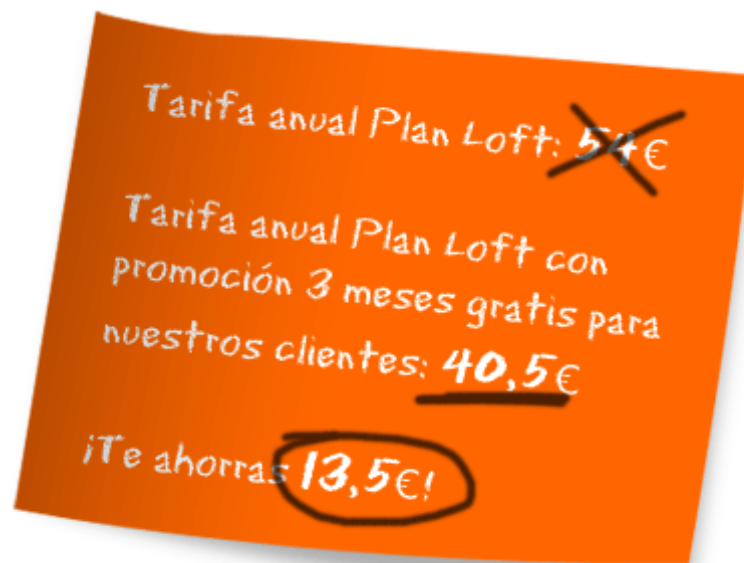 Tarifa anual Plan Loft: 54€
Tarifa anual Plan Loft con
promoción 3 meses gratis para
nuestros clientes: 40,5€
¡Te ahorras 13,5€!